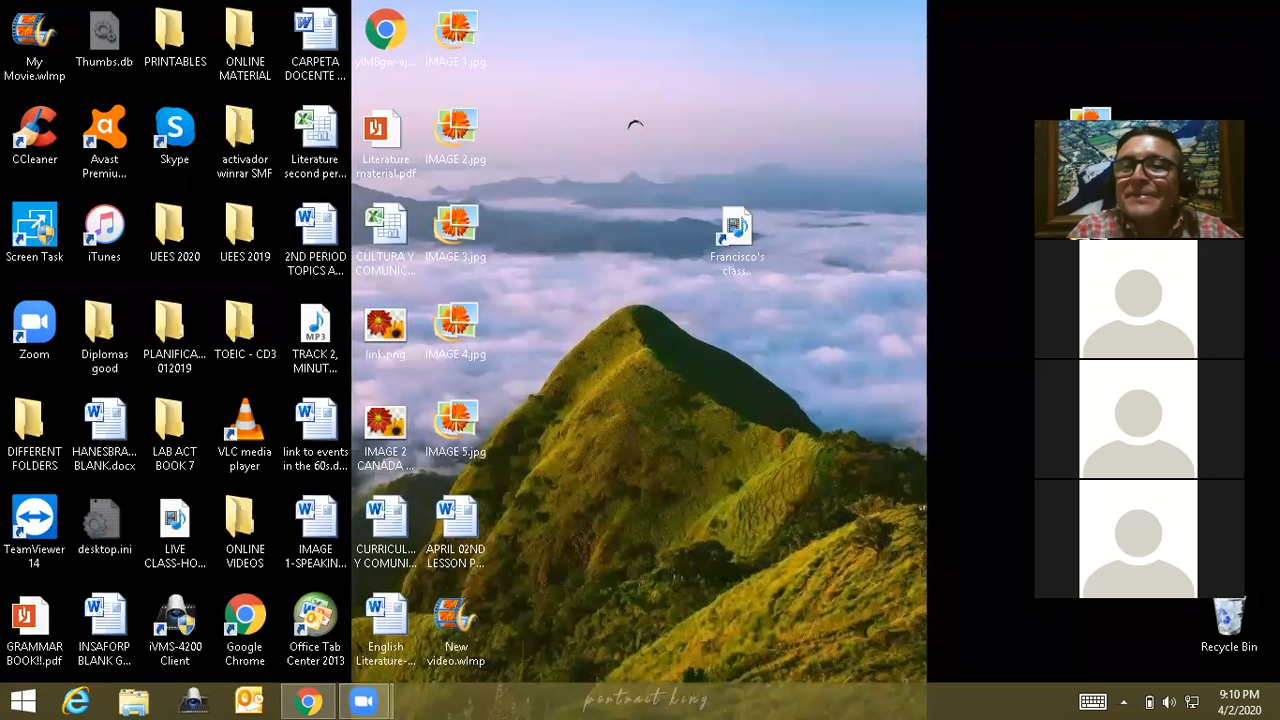 My
Movie.wlmp
Thumbs.db
PRINTABLES
ONLINE
MATERIAL
CARPETA
DOCENTE ...
ylM8gw-aj...
IMAGE 1.jpg
CCleaner
Avast
Premiu...
Skype
activador
winrar SMF
Literature
second per...
Literature
material.pdf
IMAGE 2.jpg
Screen Task
iTunes
UEES 2020
UEES 2019
2ND PERIOD
TOPICS A...
CULTURA Y
COMUNIC...
IMAGE 3.jpg
Francisco's
class...
Zoom
Diplomas
good
PLANIFICA...
012019
TOEIC - CD3
TRACK 2,
MINUT...
MP3
link.png
IMAGE 4.jpg
DIFFERENT
FOLDERS
HANESBRA...
BLANK.docx
LAB ACT
BOOK 7
VLC media
player
link to events
in the 60s.d...
IMAGE 2
CANADA ...
IMAGE 5.jpg
TeamViewer
14
desktop.ini
LIVE
CLASS-HO...
ONLINE
VIDEOS
IMAGE
1-SPEAKIN...
CURRICUL...
Y COMUNI...
APRIL 02ND
LESSON P...
GRAMMAR
BOOK!!.pdf
INSAFORP
BLANK G...
iVMS-4200
Client
Google
Chrome
Office Tab
Center 2013
English
Literature-...
New
video.wlmp
Recycle Bin
portrait king
9:10 PM
4/2/2020